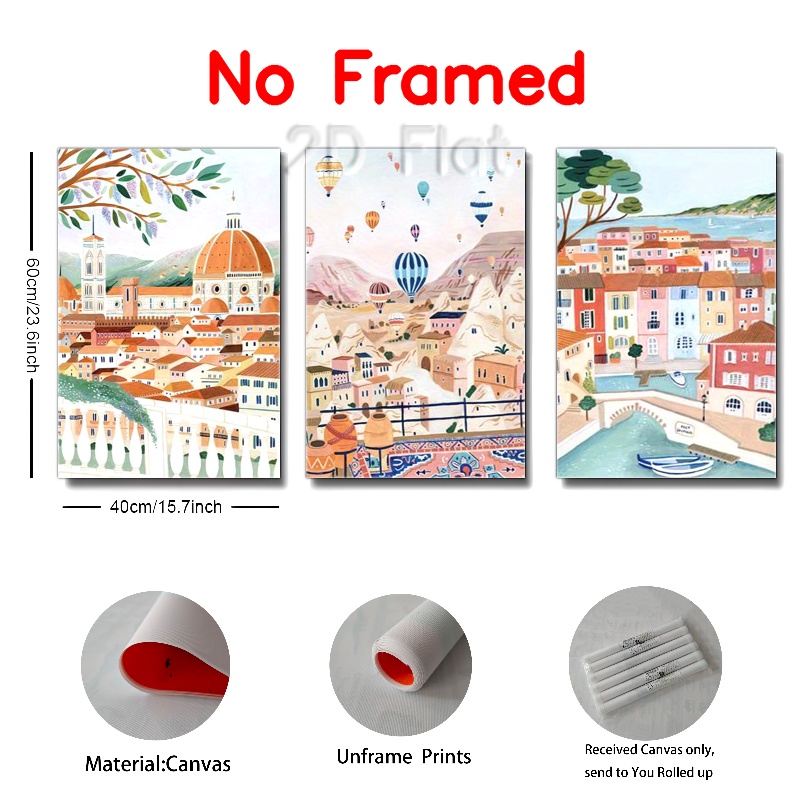 No Framed
2D Flat
60cm/23.6inch
40cm/15.7inch
Material:Canvas
Unframe Prints
Received Canvas only,
send to You Rolled up